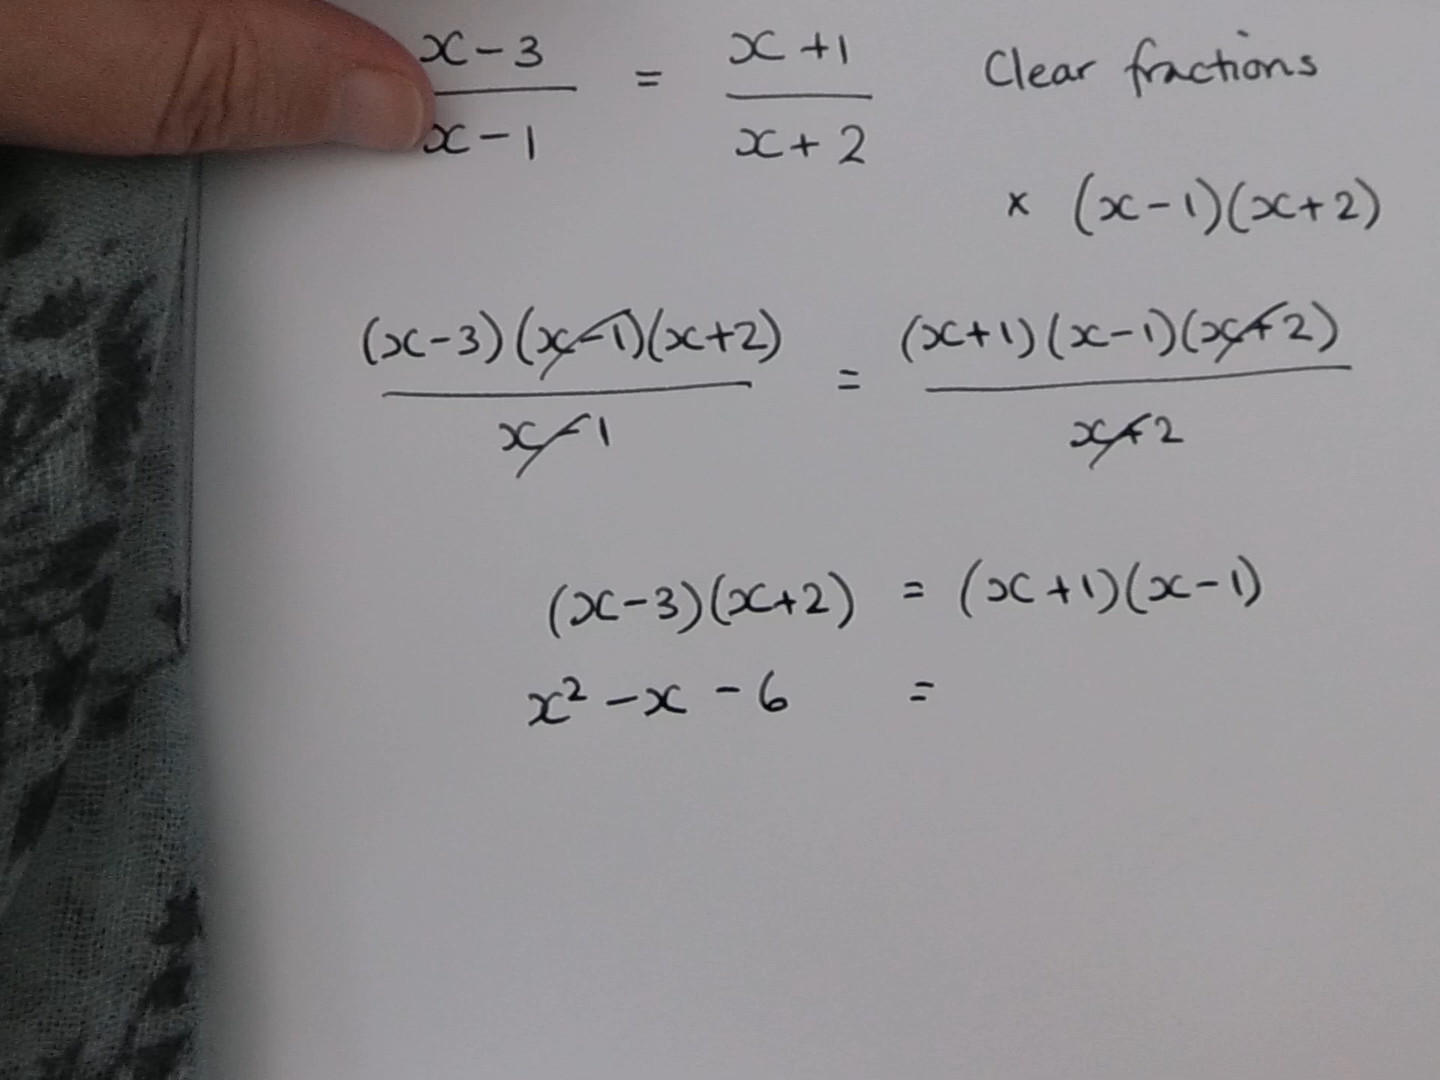 x-3/x-1 = x+1/x+2 Clear fractions
× (x-1)(x+2)
(x-3)(x-1)(x+2)/x-1 = (x+1)(x-1)(x+2)/x+2
(x-3)(x+2) = (x+1)(x-1)
x² -x -6 =